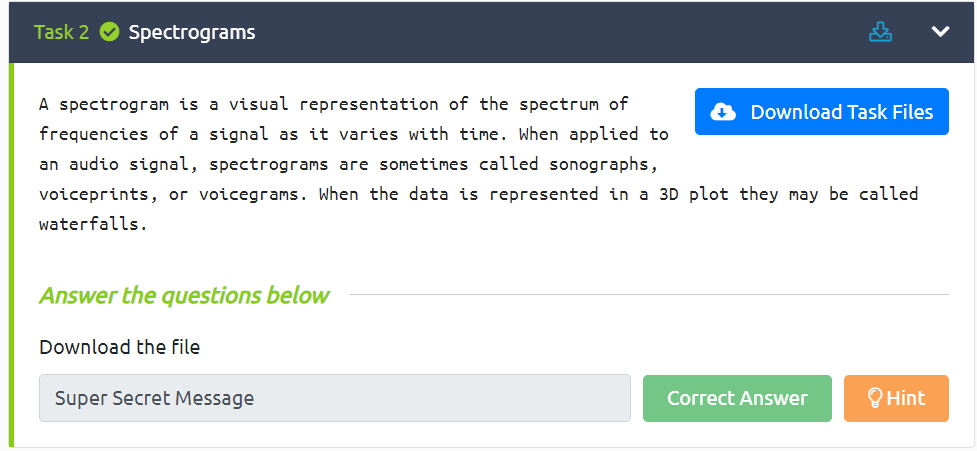 Task 2 Spectrograms
A spectrogram is a visual representation of the spectrum of
frequencies of a signal as it varies with time. When applied to
an audio signal, spectrograms are sometimes called sonographs,
voiceprints, or voicegrams. When the data is represented in a 3D plot they may be called
waterfalls.
Download Task Files
Answer the questions below
Download the file
Super Secret Message Correct Answer Hint